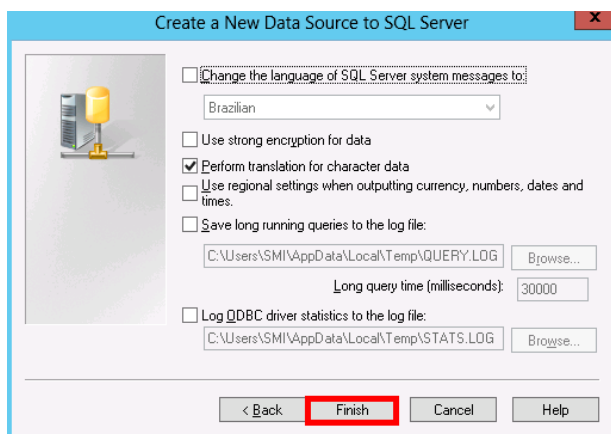 Create a New Data Source to SQL Server
x
Change the language of SQL Server system messages to:
Brazilian
Use strong encryption for data
Perform translation for character data
Use regional settings when outputting currency, numbers, dates and
times.
Save long running queries to the log file:
C:\Users\SMI\AppData\Local\Temp\QUERY.LOG Browse...
Long query time (milliseconds): 30000
Log ODBC driver statistics to the log file:
C:\Users\SMI\AppData\Local\Temp\STATS.LOG Browse...
< Back Finish Cancel Help